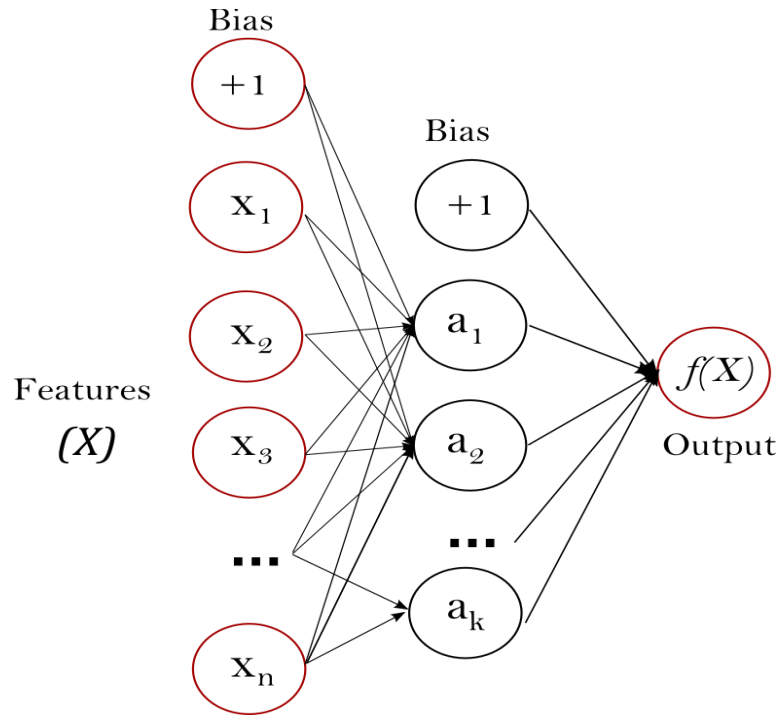 Bias
+1
x₁
x₂
x₃
...
xₙ
Features
(X)
Bias
+1
a₁
a₂
...
aₖ
f(X)
Output